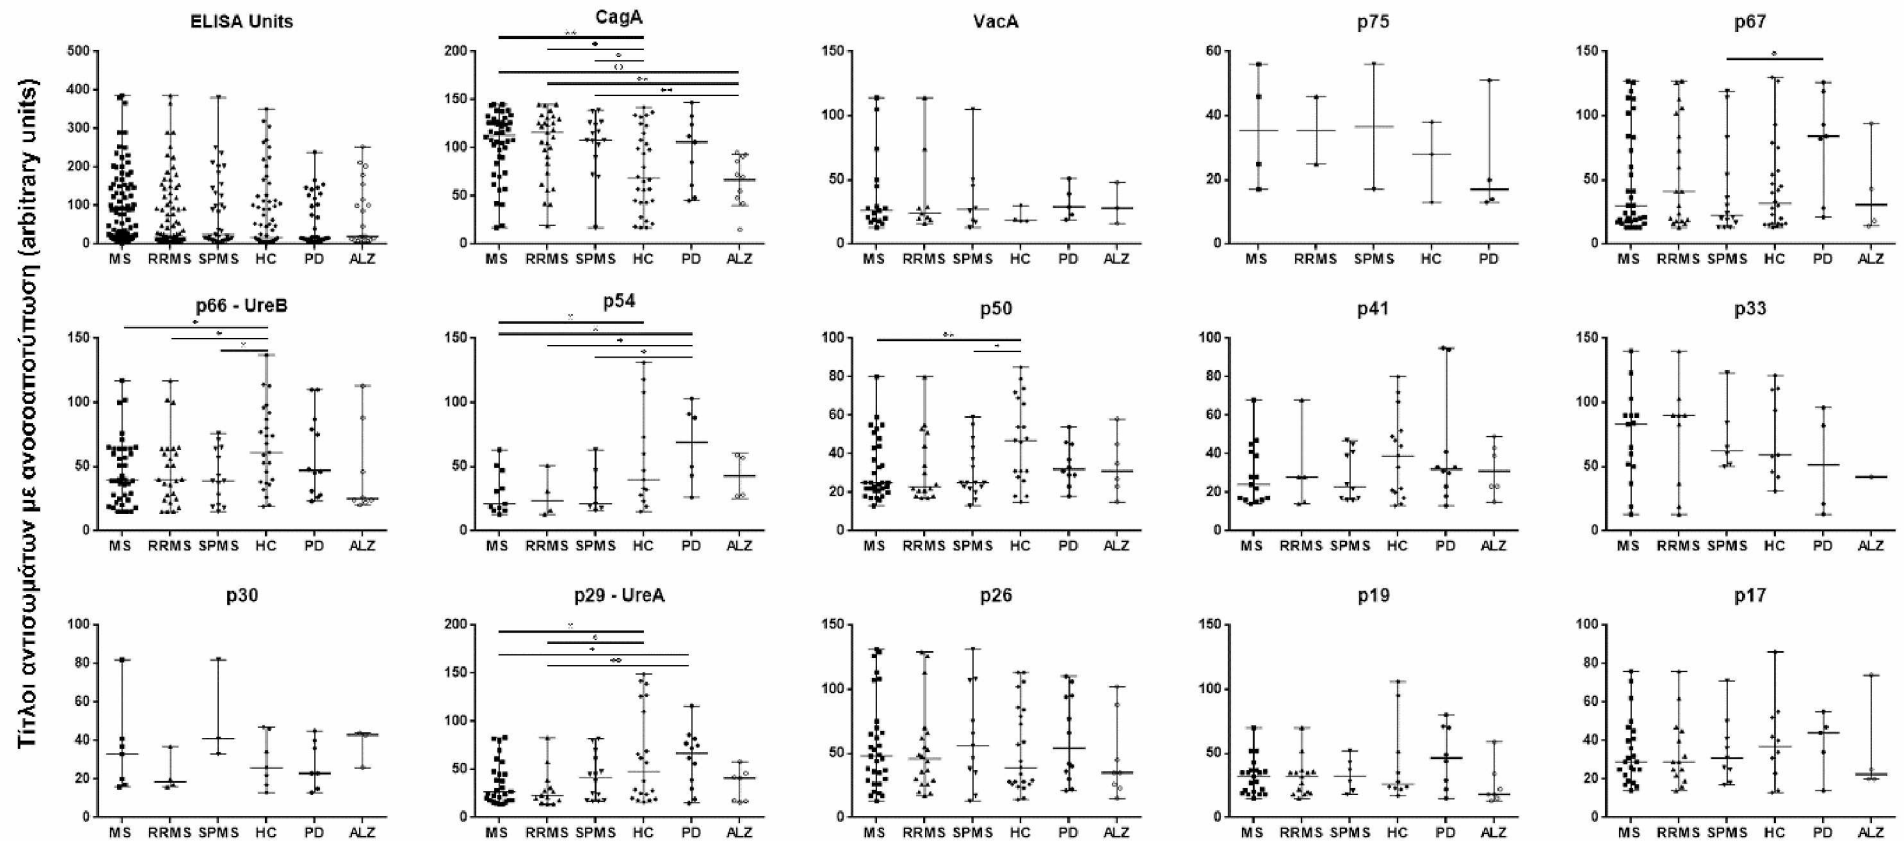 Τίτλοι αντισωμάτων με ανοσοαποτύπωση (arbitrary units)
ELISA Units
500
400
300
200
100
0
MS RRMS SPMS HC PD ALZ
CagA
200
150
100
50
0
MS RRMS SPMS HC PD ALZ
VacA
150
100
50
0
MS RRMS SPMS HC PD ALZ
p75
60
40
20
0
MS RRMS SPMS HC PD
p67
150
100
50
0
MS RRMS SPMS HC PD ALZ
p66 - UreB
150
100
50
0
MS RRMS SPMS HC PD ALZ
p54
150
100
50
0
MS RRMS SPMS HC PD ALZ
p50
100
80
60
40
20
0
MS RRMS SPMS HC PD ALZ
p41
100
80
60
40
20
0
MS RRMS SPMS HC PD ALZ
p33
150
100
50
0
MS RRMS SPMS HC PD ALZ
p30
100
80
60
40
20
0
MS RRMS SPMS HC PD ALZ
p29 - UreA
200
150
100
50
0
MS RRMS SPMS HC PD ALZ
p26
150
100
50
0
MS RRMS SPMS HC PD ALZ
p19
150
100
50
0
MS RRMS SPMS HC PD ALZ
p17
100
80
60
40
20
0
MS RRMS SPMS HC PD ALZ